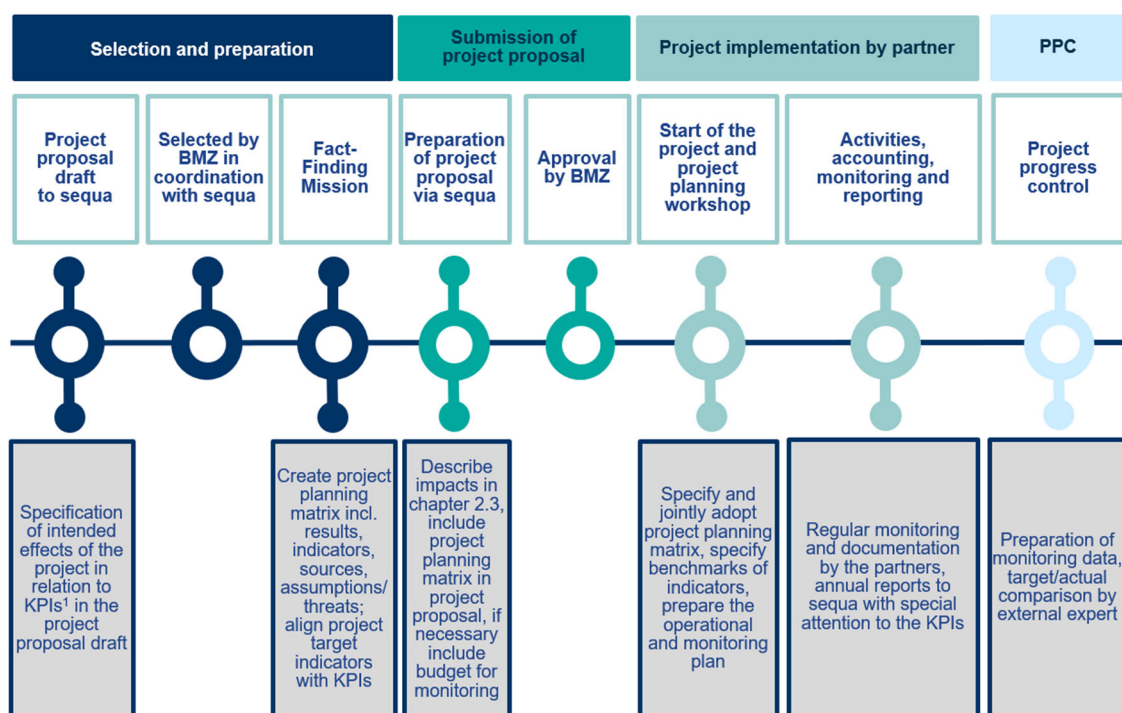 Selection and preparation
Submission of
project proposal
Project implementation by partner
PPC
Project
proposal
draft
to sequa
Selected by
BMZ in
coordination
with sequa
Fact-
Finding
Mission
Preparation
of project
proposal
via sequa
Approval
by BMZ
Start of the
project and
project
planning
workshop
Activities,
accounting,
monitoring and
reporting
Project
progress
control
Specification
of intended
effects of the
project in
relation to
KPIs¹ in the
project
proposal draft
Create project
planning
matrix incl.
results,
indicators,
sources,
assumptions/
threats;
align project
target
indicators
with KPIs
Describe
impacts in
chapter 2.3,
include
project
planning
matrix in
project
proposal, if
necessary
include
budget for
monitoring
Specify and
jointly adopt
project planning
matrix, specify
benchmarks of
indicators,
prepare the
operational
and monitoring
plan
Regular monitoring
and documentation
by the partners,
annual reports to
sequa with special
attention to the KPIs
Preparation of
monitoring data,
target/actual
comparison by
external expert